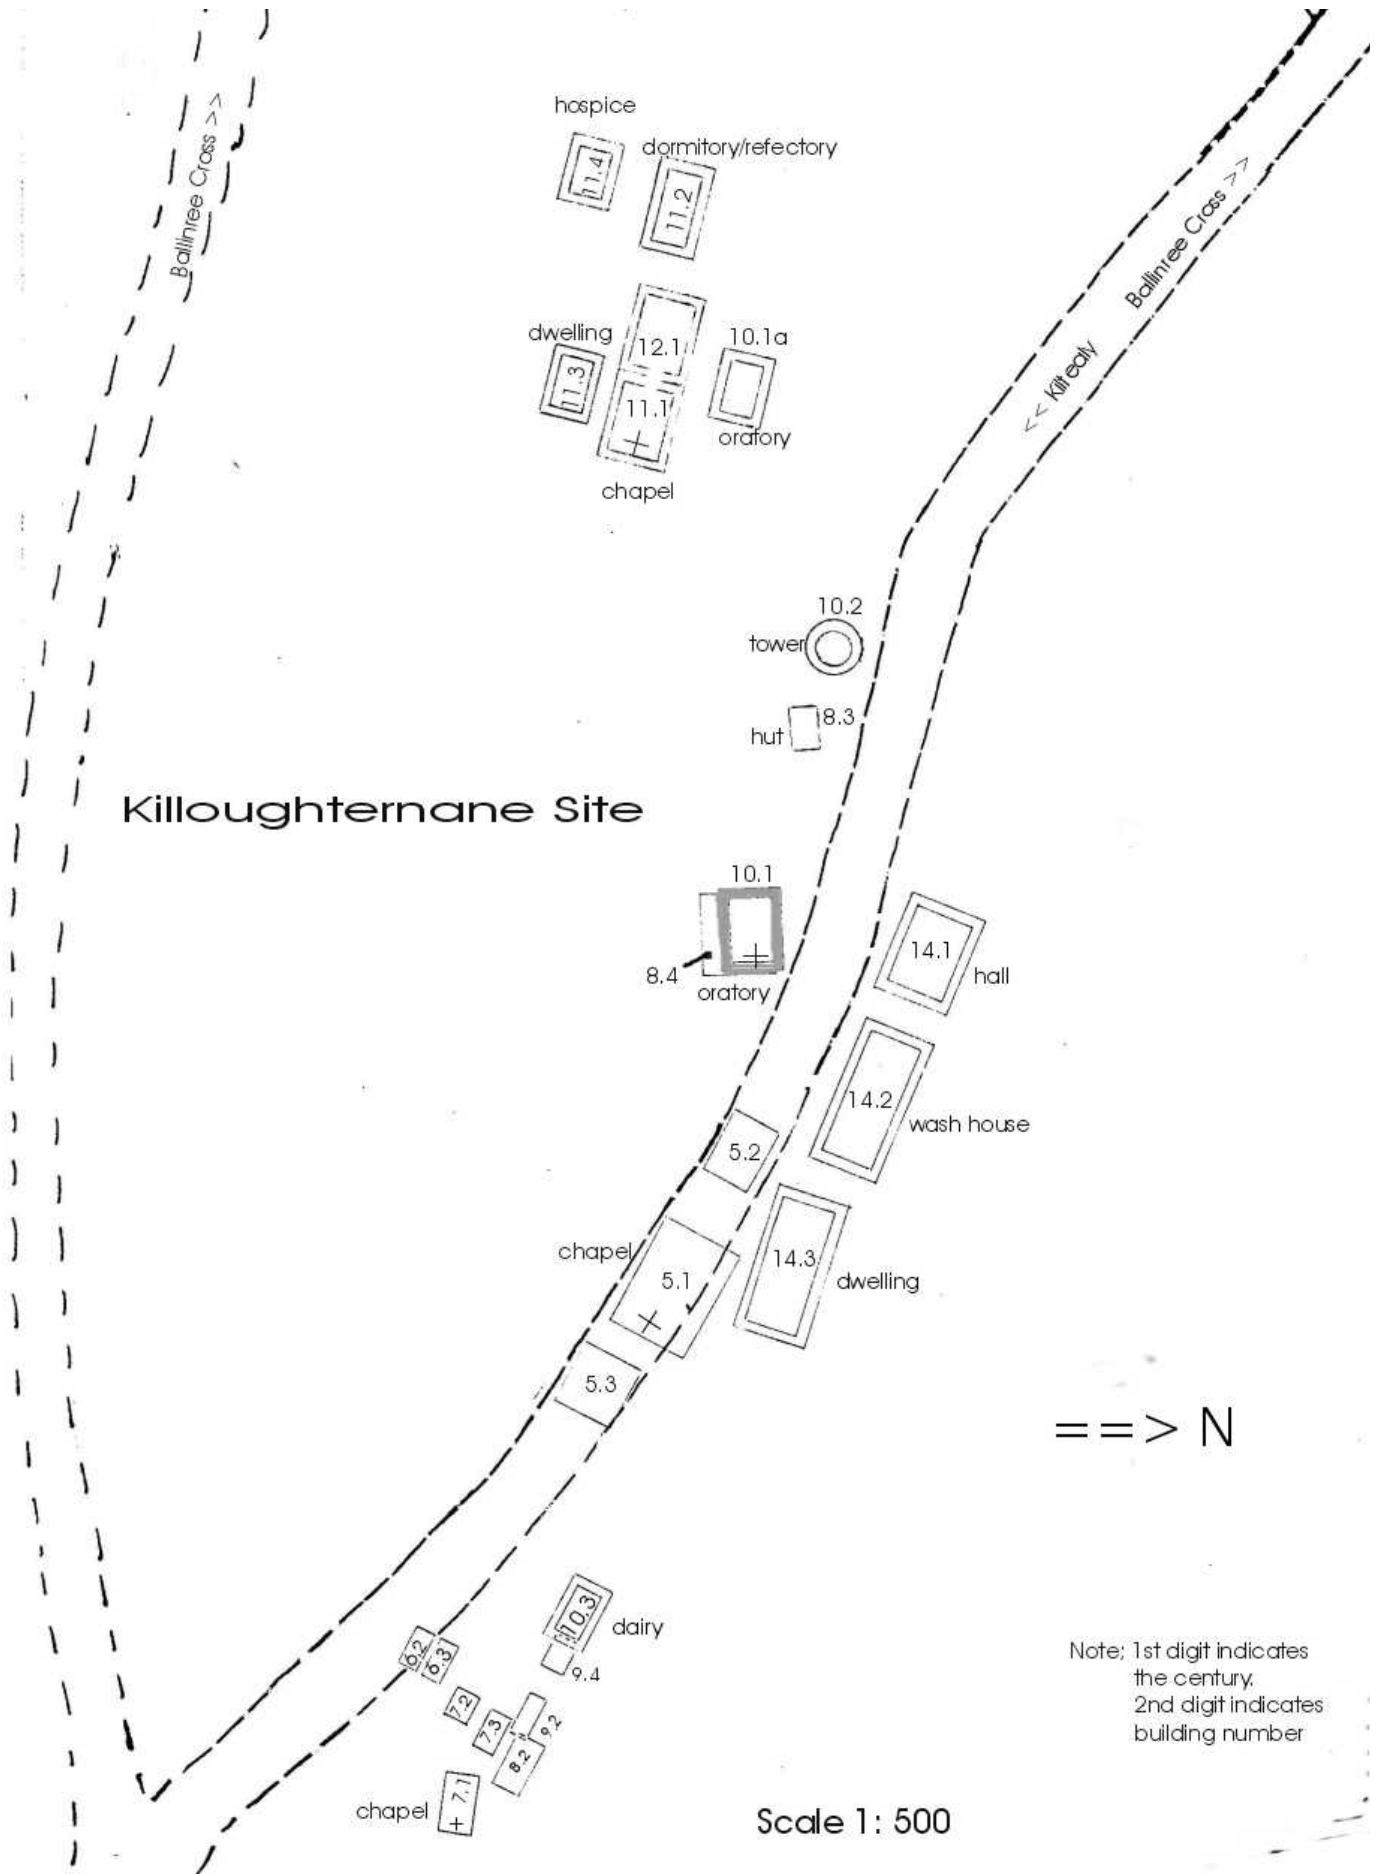 hospice
dormitory/refectory
11.4
11.2
Ballinree Cross >>
Ballinree Cross >>
<< Kiltealy
dwelling
12.1
10.1a
11.3
11.1
oratory
chapel
10.2
tower
8.3
hut
Killoughternane Site
10.1
8.4
oratory
14.1
hall
14.2
wash house
5.2
chapel
5.1
14.3
dwelling
5.3
==> N
10.3
dairy
9.4
6.2
6.3
7.2
7.3
9.2
8.2
7.1
chapel
Note; 1st digit indicates
the century.
2nd digit indicates
building number
Scale 1: 500